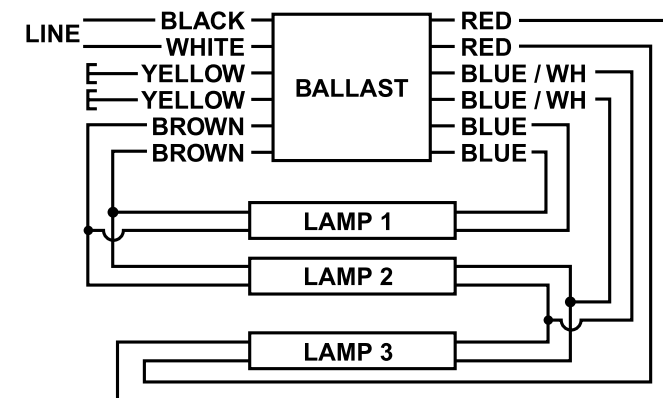 LINE
BLACK
WHITE
YELLOW
YELLOW
BROWN
BROWN
BALLAST
RED
RED
BLUE / WH
BLUE / WH
BLUE
BLUE
LAMP 1
LAMP 2
LAMP 3